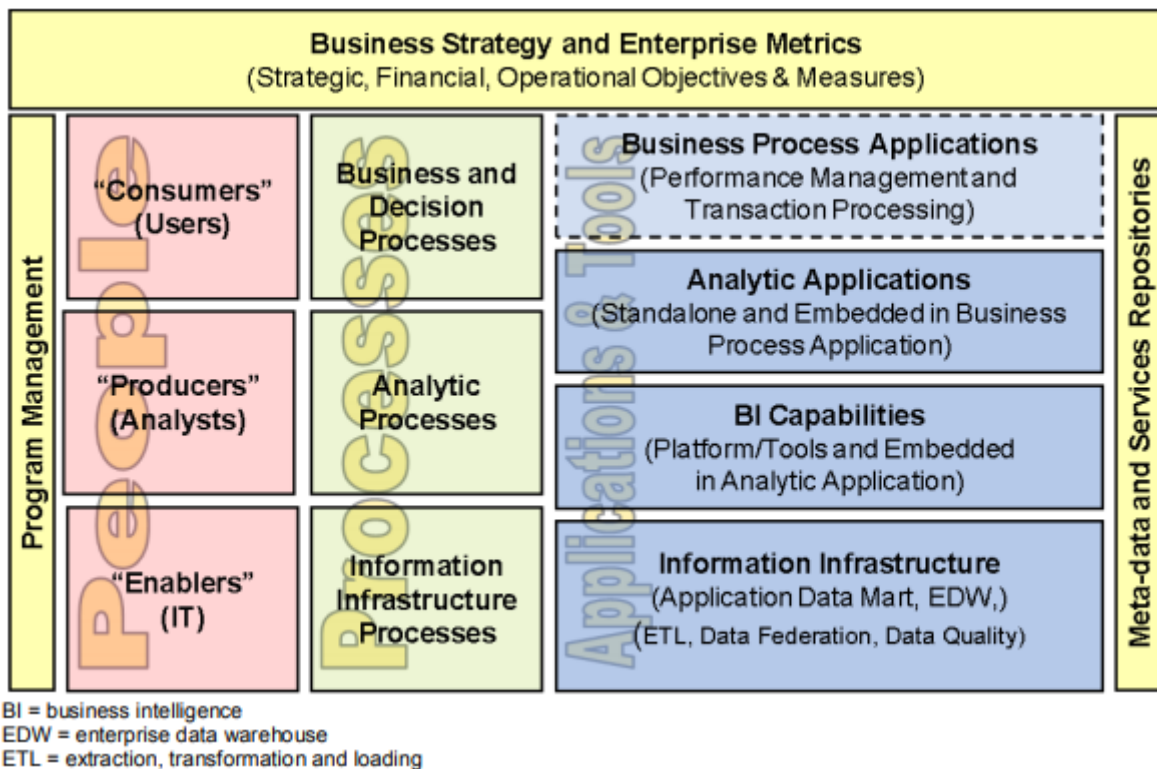 Business Strategy and Enterprise Metrics
(Strategic, Financial, Operational Objectives & Measures)
Program Management
People
“Consumers”
(Users)
“Producers”
(Analysts)
“Enablers”
(IT)
Processes
Business and
Decision
Processes
Analytic
Processes
Information
Infrastructure
Processes
Applications & Tools
Business Process Applications
(Performance Management and
Transaction Processing)
Analytic Applications
(Standalone and Embedded in Business
Process Application)
BI Capabilities
(Platform/Tools and Embedded
in Analytic Application)
Information Infrastructure
(Application Data Mart, EDW,)
(ETL, Data Federation, Data Quality)
Meta-data and Services Repositories
BI = business intelligence
EDW = enterprise data warehouse
ETL = extraction, transformation and loading